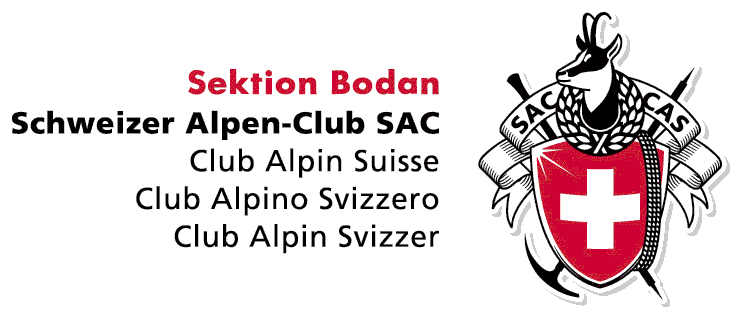 Sektion Bodan
Schweizer Alpen-Club SAC
Club Alpin Suisse
Club Alpino Svizzero
Club Alpin Svizzer
SAC CAS